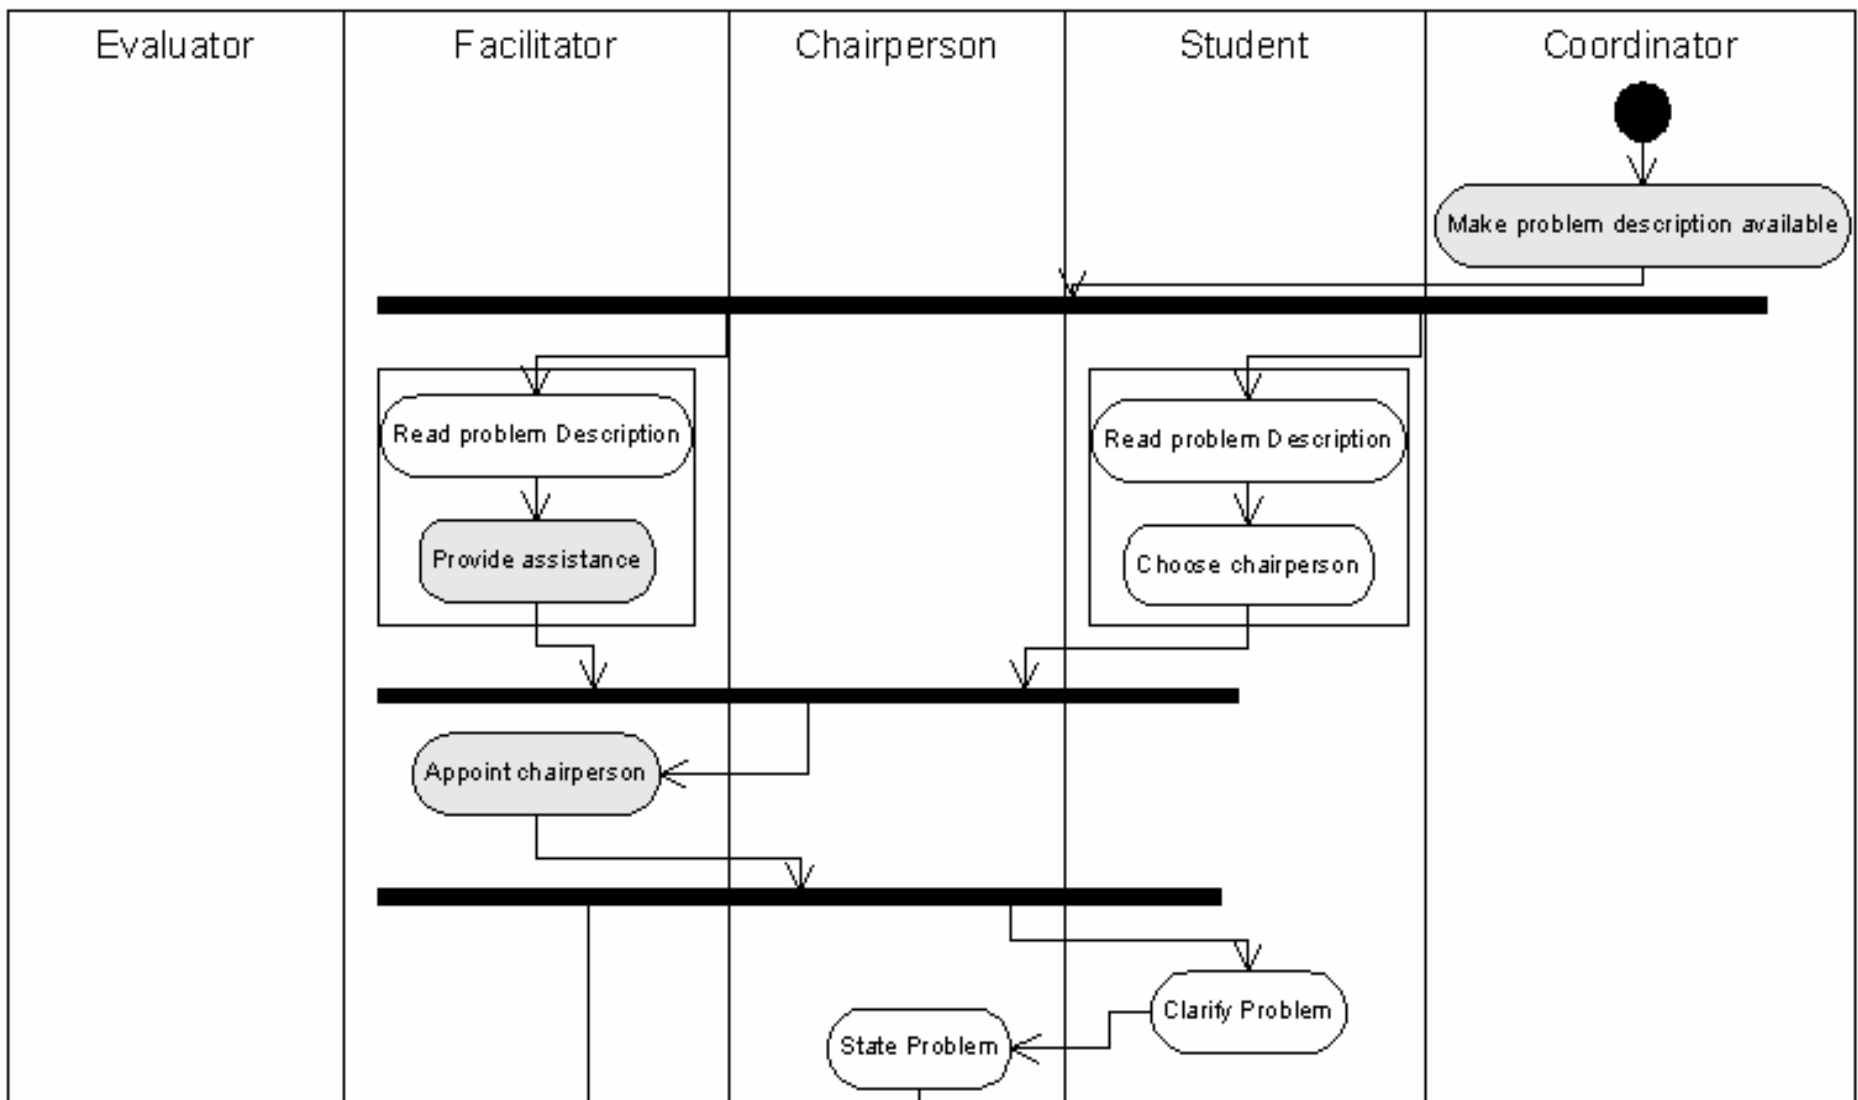 Evaluator
Facilitator
Chairperson
Student
Coordinator
Make problem description available
Read problem Description
Read problem Description
Provide assistance
Choose chairperson
Appoint chairperson
Clarify Problem
State Problem